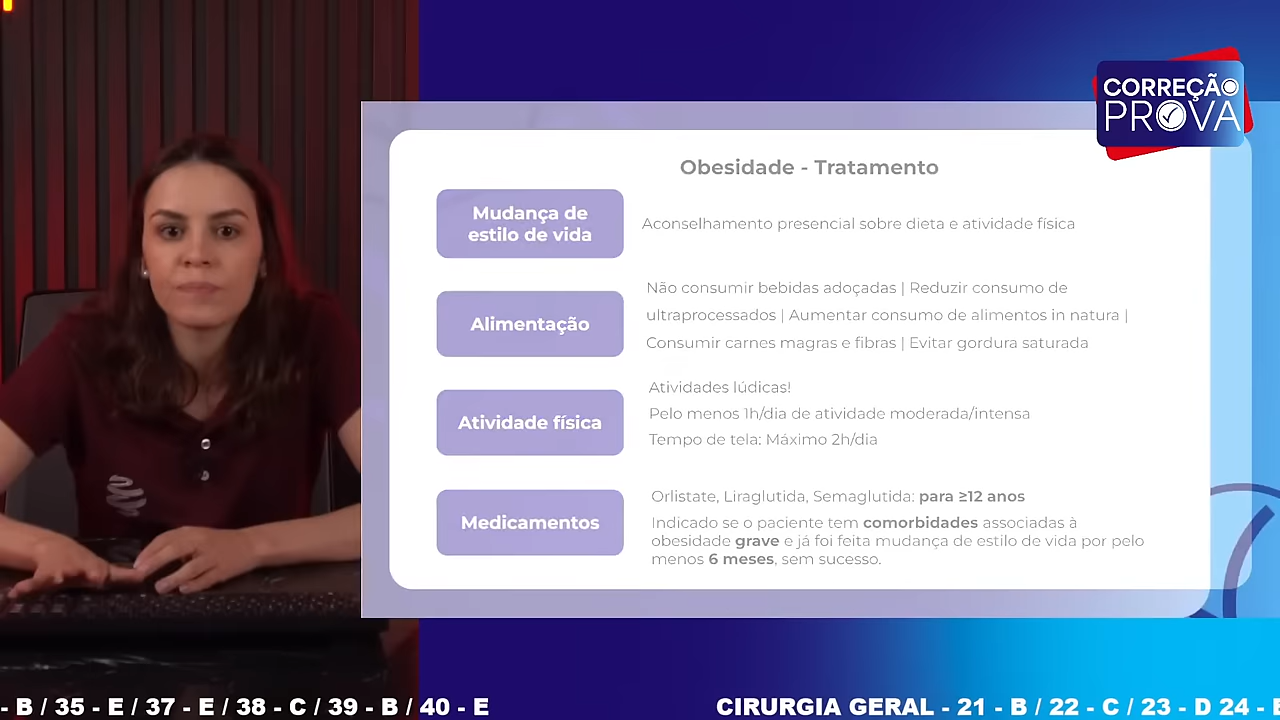 CORREÇÃO
PROVA
Obesidade - Tratamento
Mudança de
estilo de vida
Aconselhamento presencial sobre dieta e atividade física
Alimentação
Não consumir bebidas adoçadas | Reduzir consumo de
ultraprocessados | Aumentar consumo de alimentos in natura |
Consumir carnes magras e fibras | Evitar gordura saturada
Atividade física
Atividades lúdicas!
Pelo menos 1h/dia de atividade moderada/intensa
Tempo de tela: Máximo 2h/dia
Medicamentos
Orlistate, Liraglutida, Semaglutida: para ≥12 anos
Indicado se o paciente tem comorbidades associadas à
obesidade grave e já foi feita mudança de estilo de vida por pelo
menos 6 meses, sem sucesso.
- B / 35 - E / 37 - E / 38 - C / 39 - B / 40 - E CIRURGIA GERAL - 21 - B / 22 - C / 23 - D 24 -